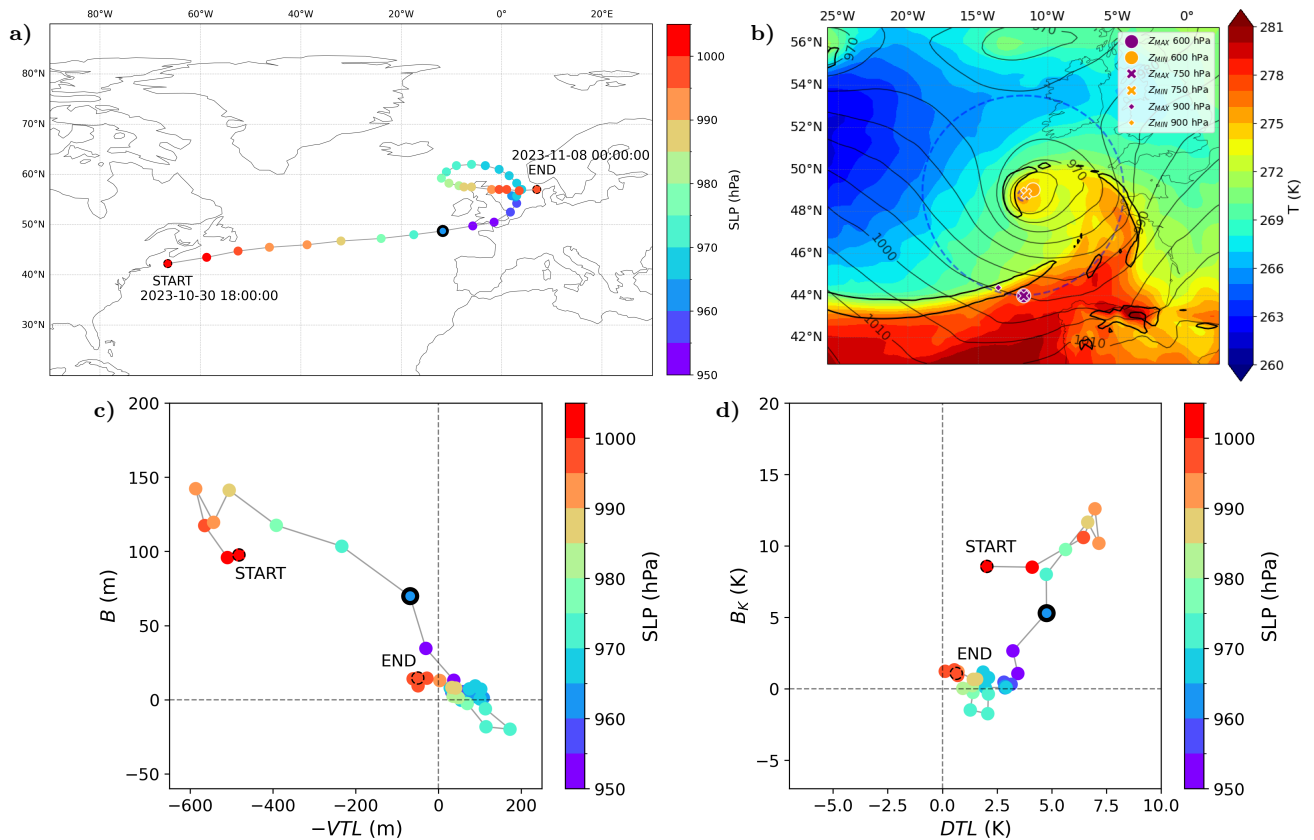 a)
80°W 60°W 40°W 20°W 0°E 20°E
80°N
70°N
60°N
50°N
40°N
30°N
2023-11-08 00:00:00
END
START
2023-10-30 18:00:00
1000
990
980
970
960
950
SLP (hPa)
b)
25°W 20°W 15°W 10°W 5°W 0°
56°N
53°N
51°N
48°N
46°N
44°N
42°N
970
970
970
960
1000
1010
1010
Z_MAX 600 hPa
Z_MIN 600 hPa
Z_MAX 750 hPa
Z_MIN 750 hPa
Z_MAX 900 hPa
Z_MIN 900 hPa
281
278
275
272
269
266
263
260
T (K)
c)
200
150
100
50
0
−50
B (m)
START
END
−600 −400 −200 0 200
−VTL (m)
1000
990
980
970
960
950
SLP (hPa)
d)
20
15
10
5
0
−5
B_K (K)
START
END
−5.0 −2.5 0.0 2.5 5.0 7.5 10.0
DTL (K)
1000
990
980
970
960
950
SLP (hPa)